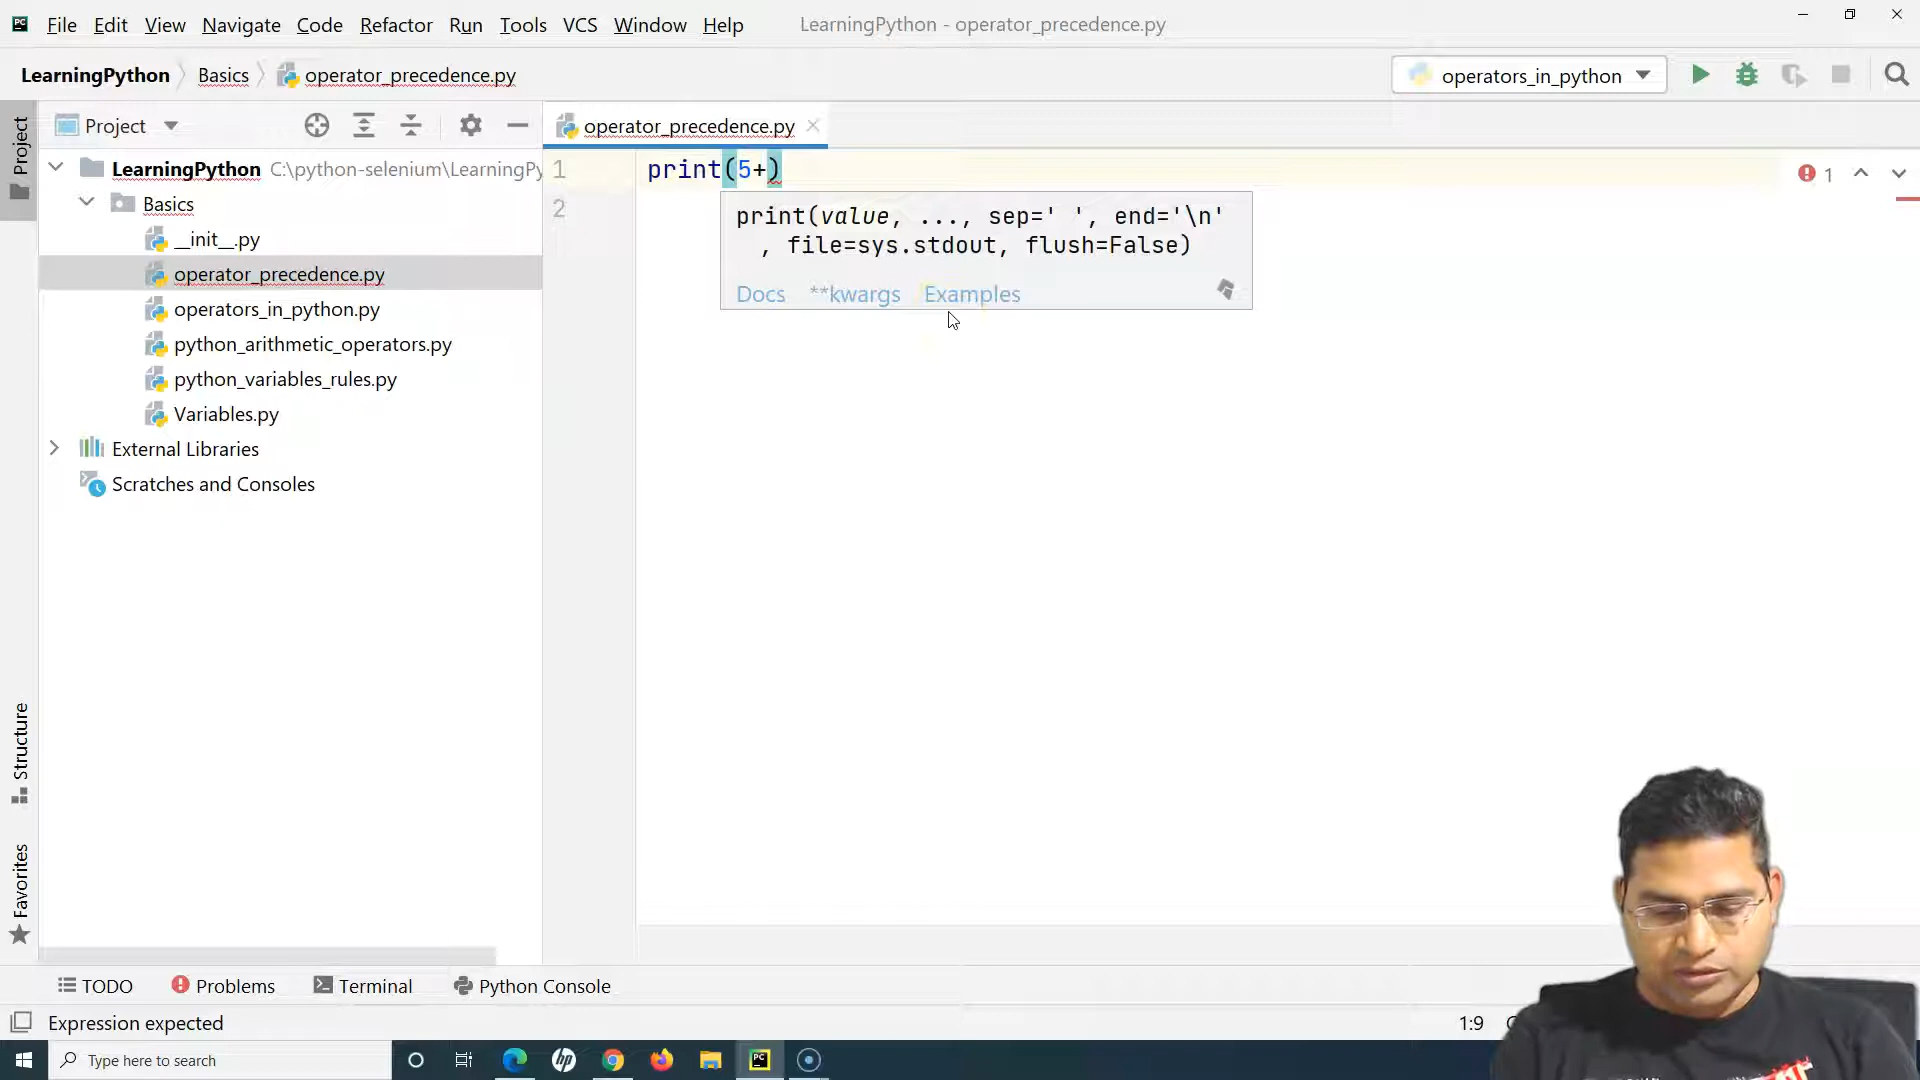 File Edit View Navigate Code Refactor Run Tools VCS Window Help LearningPython - operator_precedence.py
LearningPython Basics operator_precedence.py operators_in_python
Project
Project
operator_precedence.py
LearningPython C:\python-selenium\LearningPy
Basics
__init__.py
operator_precedence.py
operators_in_python.py
python_arithmetic_operators.py
python_variables_rules.py
Variables.py
External Libraries
Scratches and Consoles
1 print(5+)
2
1
print(value, ..., sep=' ', end='\n'
, file=sys.stdout, flush=False)
Docs **kwargs Examples
Structure
Favorites
TODO Problems Terminal Python Console
Expression expected 1:9
Type here to search
hp
PC